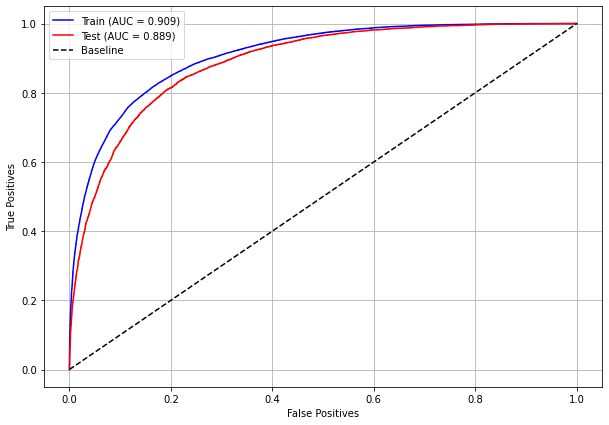 Train (AUC = 0.909)
Test (AUC = 0.889)
Baseline
True Positives
1.0
0.8
0.6
0.4
0.2
0.0
0.0
0.2
0.4
0.6
0.8
1.0
False Positives